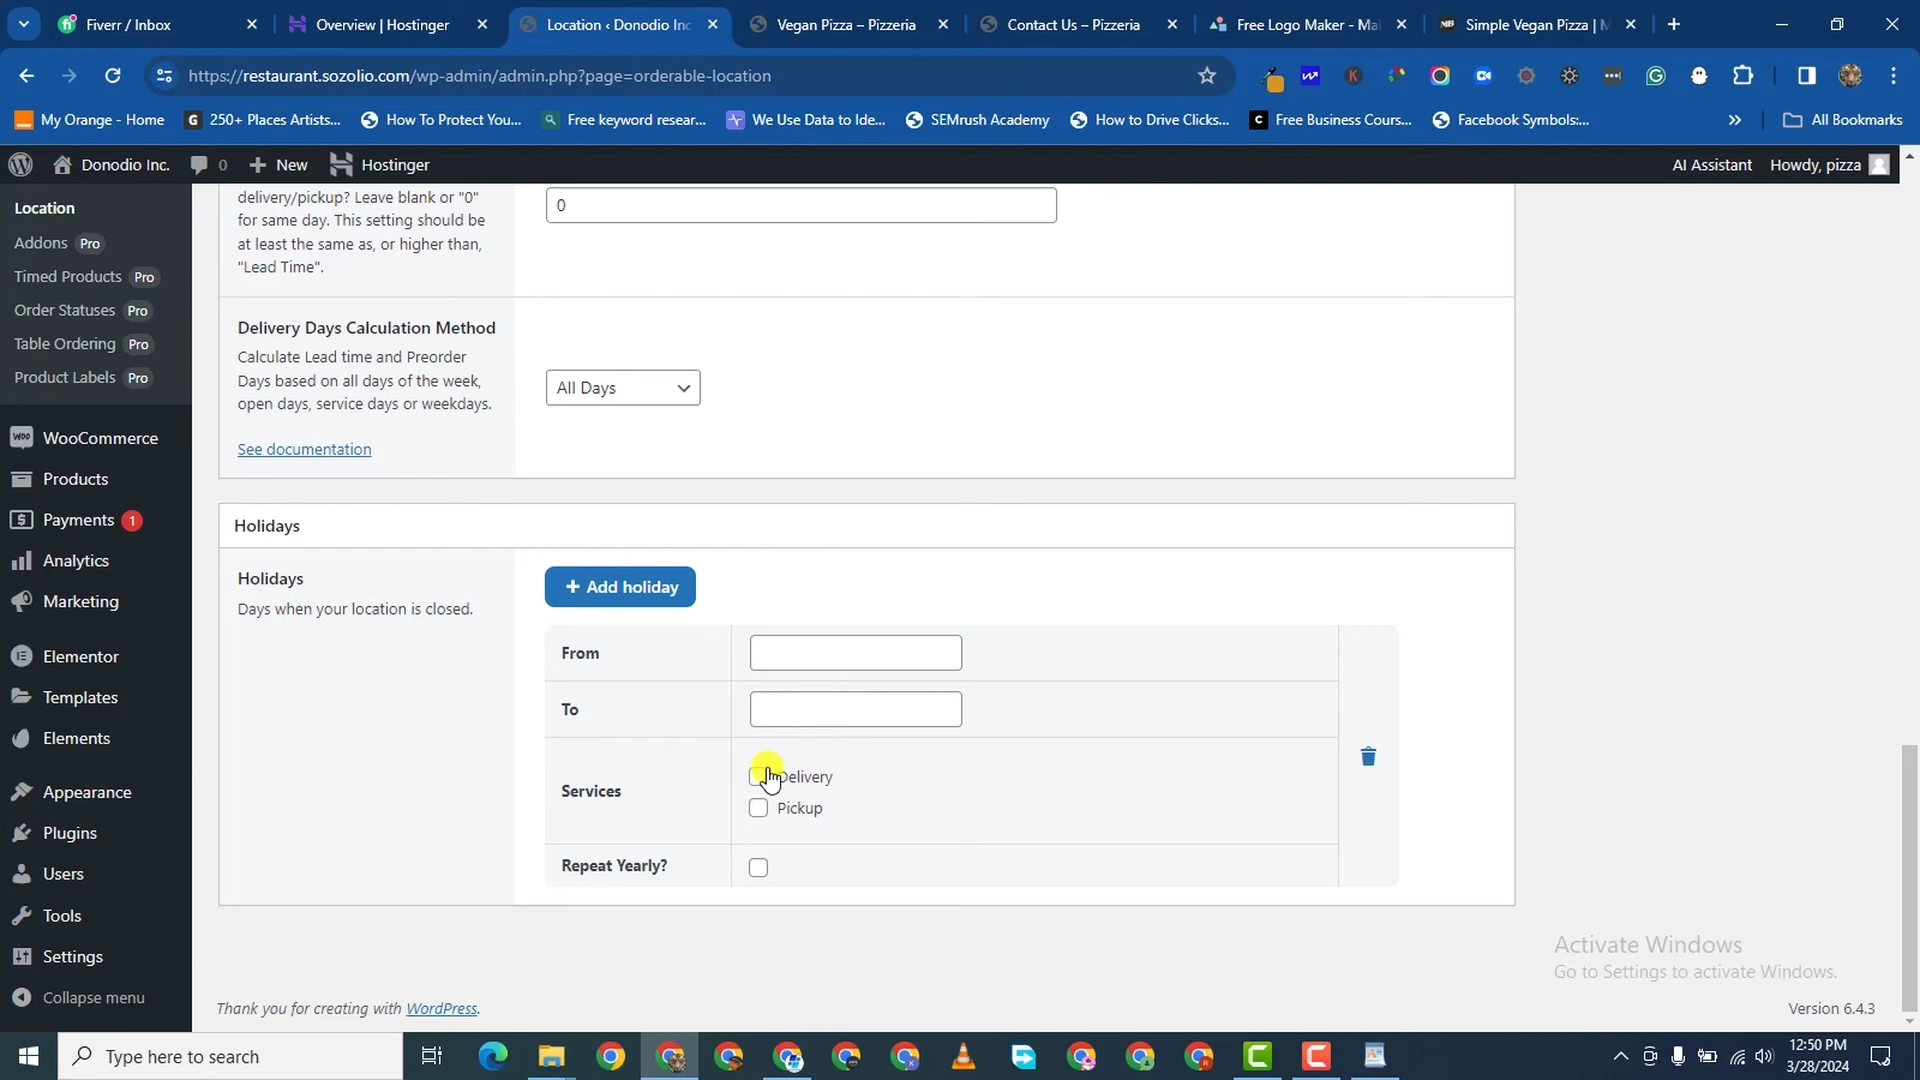 Fiverr / Inbox
Overview | Hostinger
Location ‹ Donodio Inc
Vegan Pizza – Pizzeria
Contact Us – Pizzeria
Free Logo Maker - Ma
Simple Vegan Pizza |
https://restaurant.sozolio.com/wp-admin/admin.php?page=orderable-location
My Orange - Home
250+ Places Artists...
How To Protect You...
Free keyword resear...
We Use Data to Ide...
SEMrush Academy
How to Drive Clicks...
Free Business Cours...
Facebook Symbols:...
All Bookmarks
Donodio Inc.
0
New
Hostinger
AI Assistant
Howdy, pizza
Location
Addons Pro
Timed Products Pro
Order Statuses Pro
Table Ordering Pro
Product Labels Pro
WooCommerce
Products
Payments 1
Analytics
Marketing
Elementor
Templates
Elements
Appearance
Plugins
Users
Tools
Settings
Collapse menu
delivery/pickup? Leave blank or "0"
for same day. This setting should be
at least the same as, or higher than,
"Lead Time".
0
Delivery Days Calculation Method
Calculate Lead time and Preorder
Days based on all days of the week,
open days, service days or weekdays.
See documentation
All Days
Holidays
Holidays
Days when your location is closed.
+ Add holiday
From
To
Services
Delivery
Pickup
Repeat Yearly?
Activate Windows
Go to Settings to activate Windows.
Thank you for creating with WordPress.
Version 6.4.3
Type here to search
12:50 PM
3/28/2024